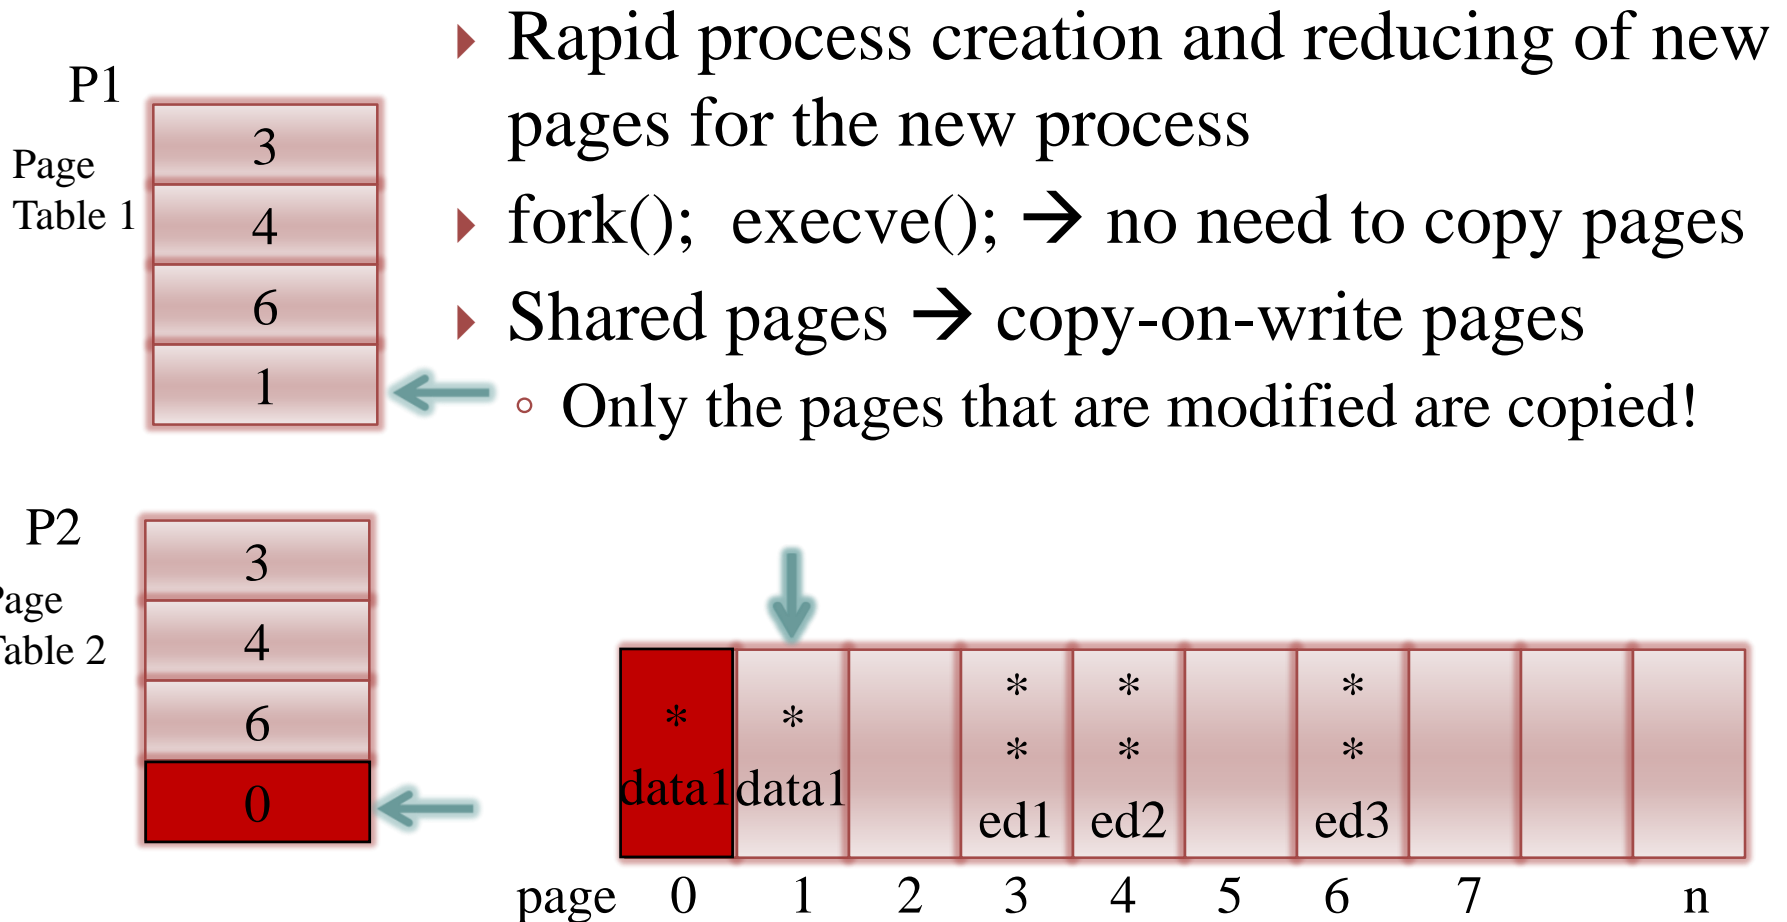 ▸ Rapid process creation and reducing of new
pages for the new process
▸ fork(); execve(); → no need to copy pages
▸ Shared pages → copy-on-write pages
◦ Only the pages that are modified are copied!
P1
Page
Table 1
3
4
6
1
P2
Page
Table 2
3
4
6
0
* * * * *
* * *
data1 data1 ed1 ed2 ed3
page 0 1 2 3 4 5 6 7 n